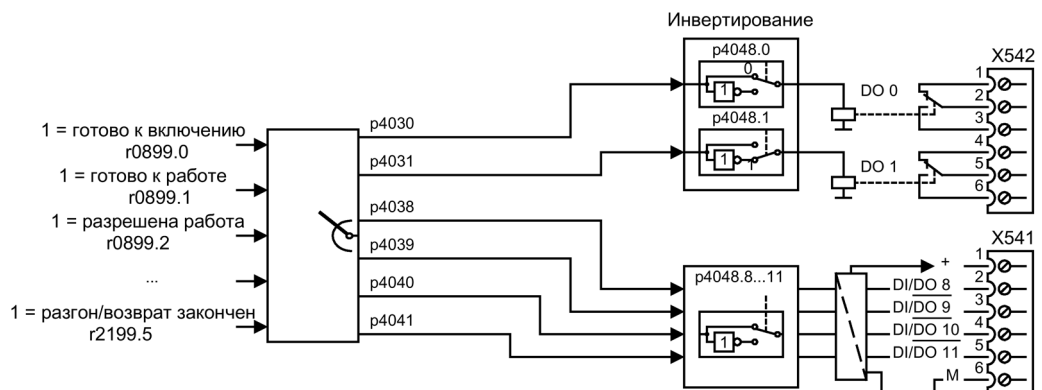 Инвертирование
p4048.0
0
1
p4048.1
1
1
DO 0
DO 1
X542
1
2
3
4
5
6
1 = готово к включению
r0899.0
1 = готово к работе
r0899.1
1 = разрешена работа
r0899.2
...
1 = разгон/возврат закончен
r2199.5
p4030
p4031
p4038
p4039
p4040
p4041
p4048.8...11
1
X541
+
DI/DO 8
DI/DO 9
DI/DO 10
DI/DO 11
M
1
2
3
4
5
6